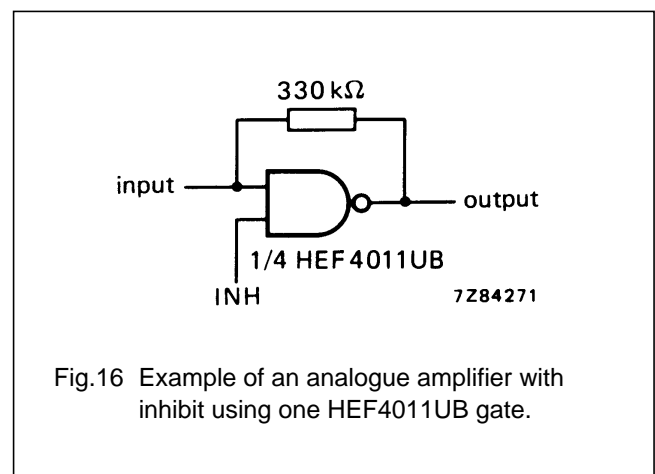 330 kΩ
input
output
1/4 HEF4011UB
INH
7Z84271
Fig.16 Example of an analogue amplifier with
inhibit using one HEF4011UB gate.